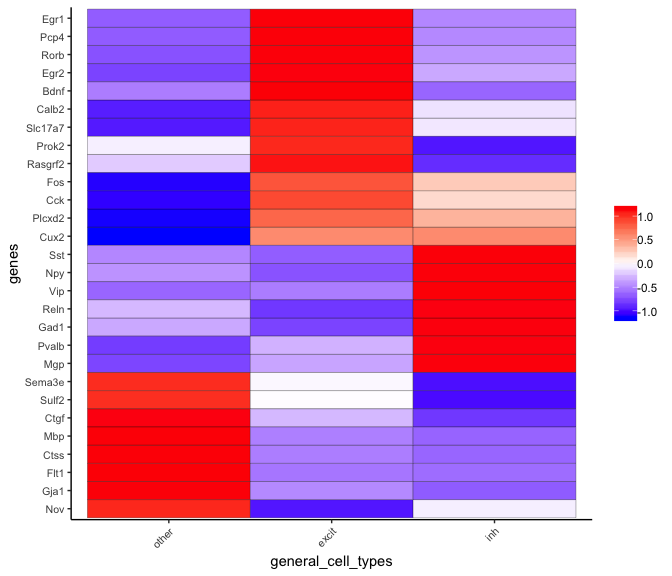 Egr1
Pcp4
Rorb
Egr2
Bdnf
Calb2
Slc17a7
Prok2
Rasgrf2
Fos
Cck
Plcxd2
Cux2
Sst
Npy
Vip
Reln
Gad1
Pvalb
Mgp
Sema3e
Sulf2
Ctgf
Mbp
Ctss
Flt1
Gja1
Nov
genes
other
excit
inh
general_cell_types
1.0
0.5
0.0
-0.5
-1.0